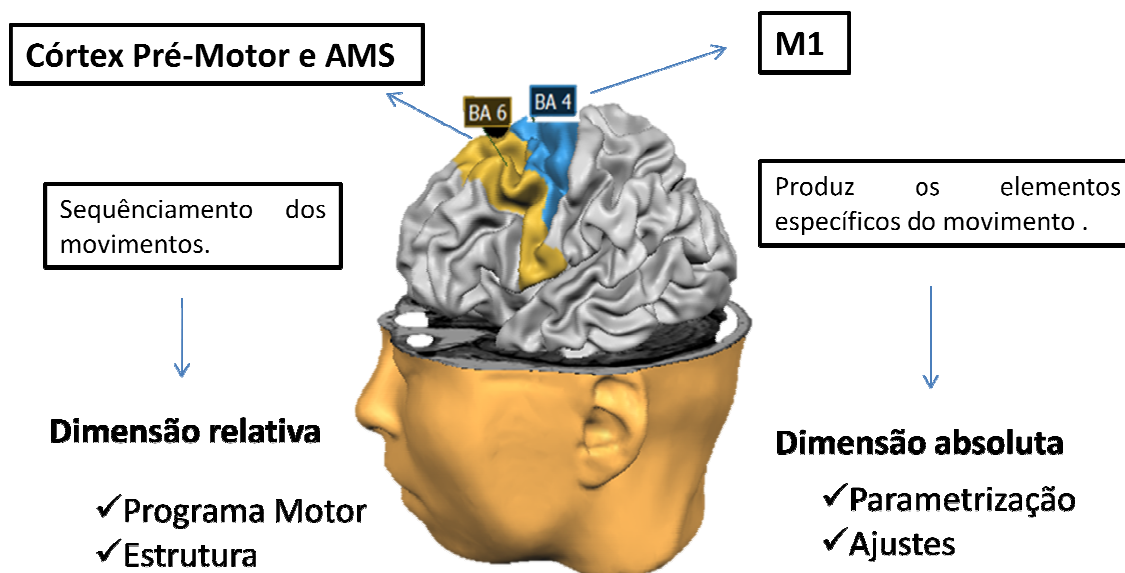 Córtex Pré-Motor e AMS
M1
BA 6
BA 4
Sequênciamento dos
movimentos.
Produz os elementos
específicos do movimento .
Dimensão relativa
✓Programa Motor
✓Estrutura
Dimensão absoluta
✓Parametrização
✓Ajustes